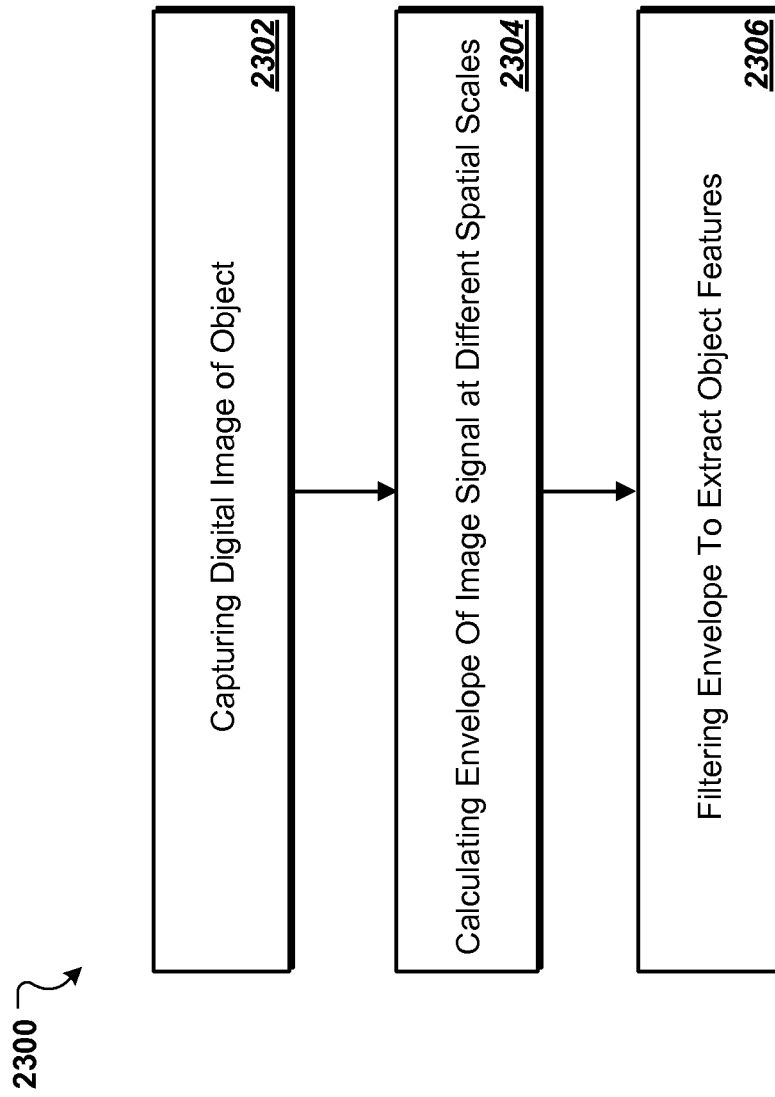 2300
Capturing Digital Image of Object
2302
Calculating Envelope Of Image Signal at Different Spatial Scales
2304
Filtering Envelope To Extract Object Features
2306